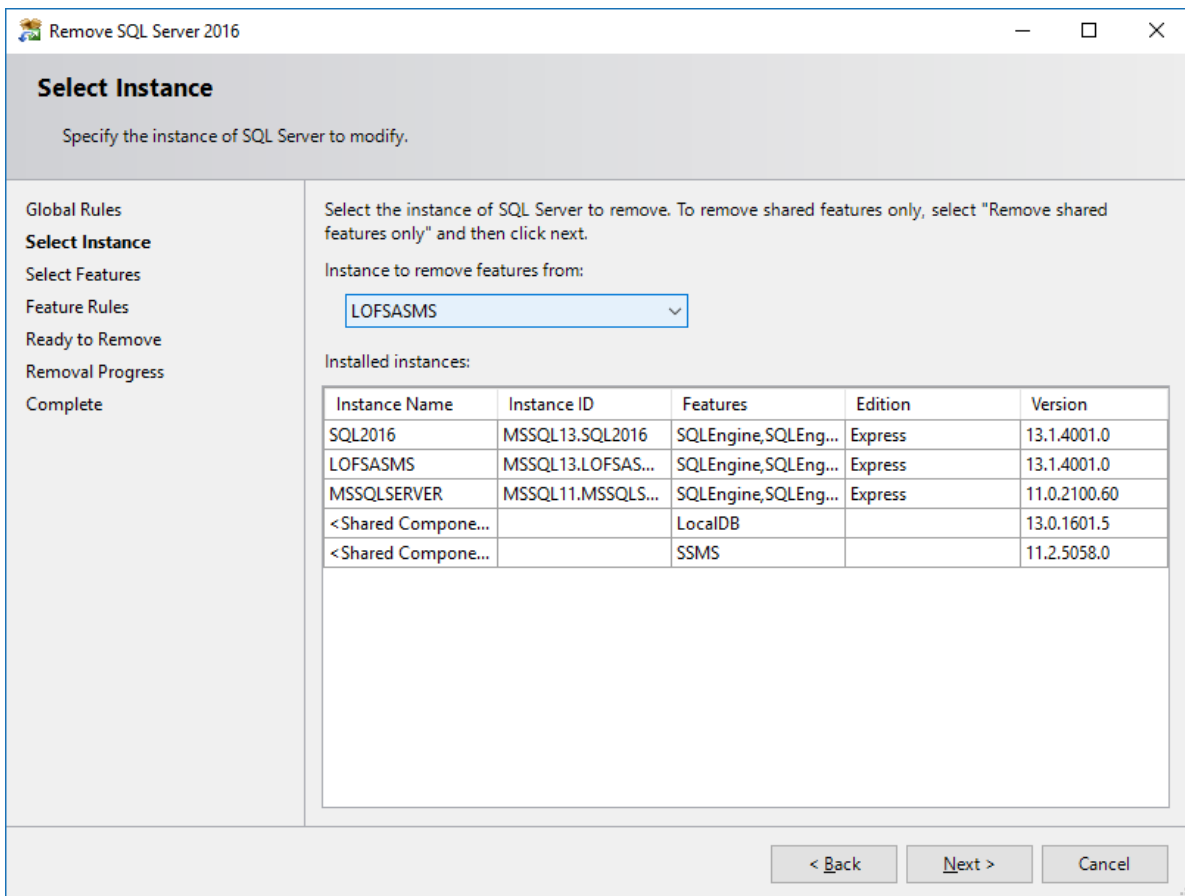 Remove SQL Server 2016
Select Instance
Specify the instance of SQL Server to modify.
Global Rules
Select Instance
Select Features
Feature Rules
Ready to Remove
Removal Progress
Complete
Select the instance of SQL Server to remove. To remove shared features only, select "Remove shared
features only" and then click next.
Instance to remove features from:
LOFSASMS
Installed instances:
Instance Name Instance ID Features Edition Version
SQL2016 MSSQL13.SQL2016 SQLEngine,SQLEng... Express 13.1.4001.0
LOFSASMS MSSQL13.LOFSAS... SQLEngine,SQLEng... Express 13.1.4001.0
MSSQLSERVER MSSQL11.MSSQLS... SQLEngine,SQLEng... Express 11.0.2100.60
<Shared Compone... LocalDB 13.0.1601.5
<Shared Compone... SSMS 11.2.5058.0
< Back Next > Cancel